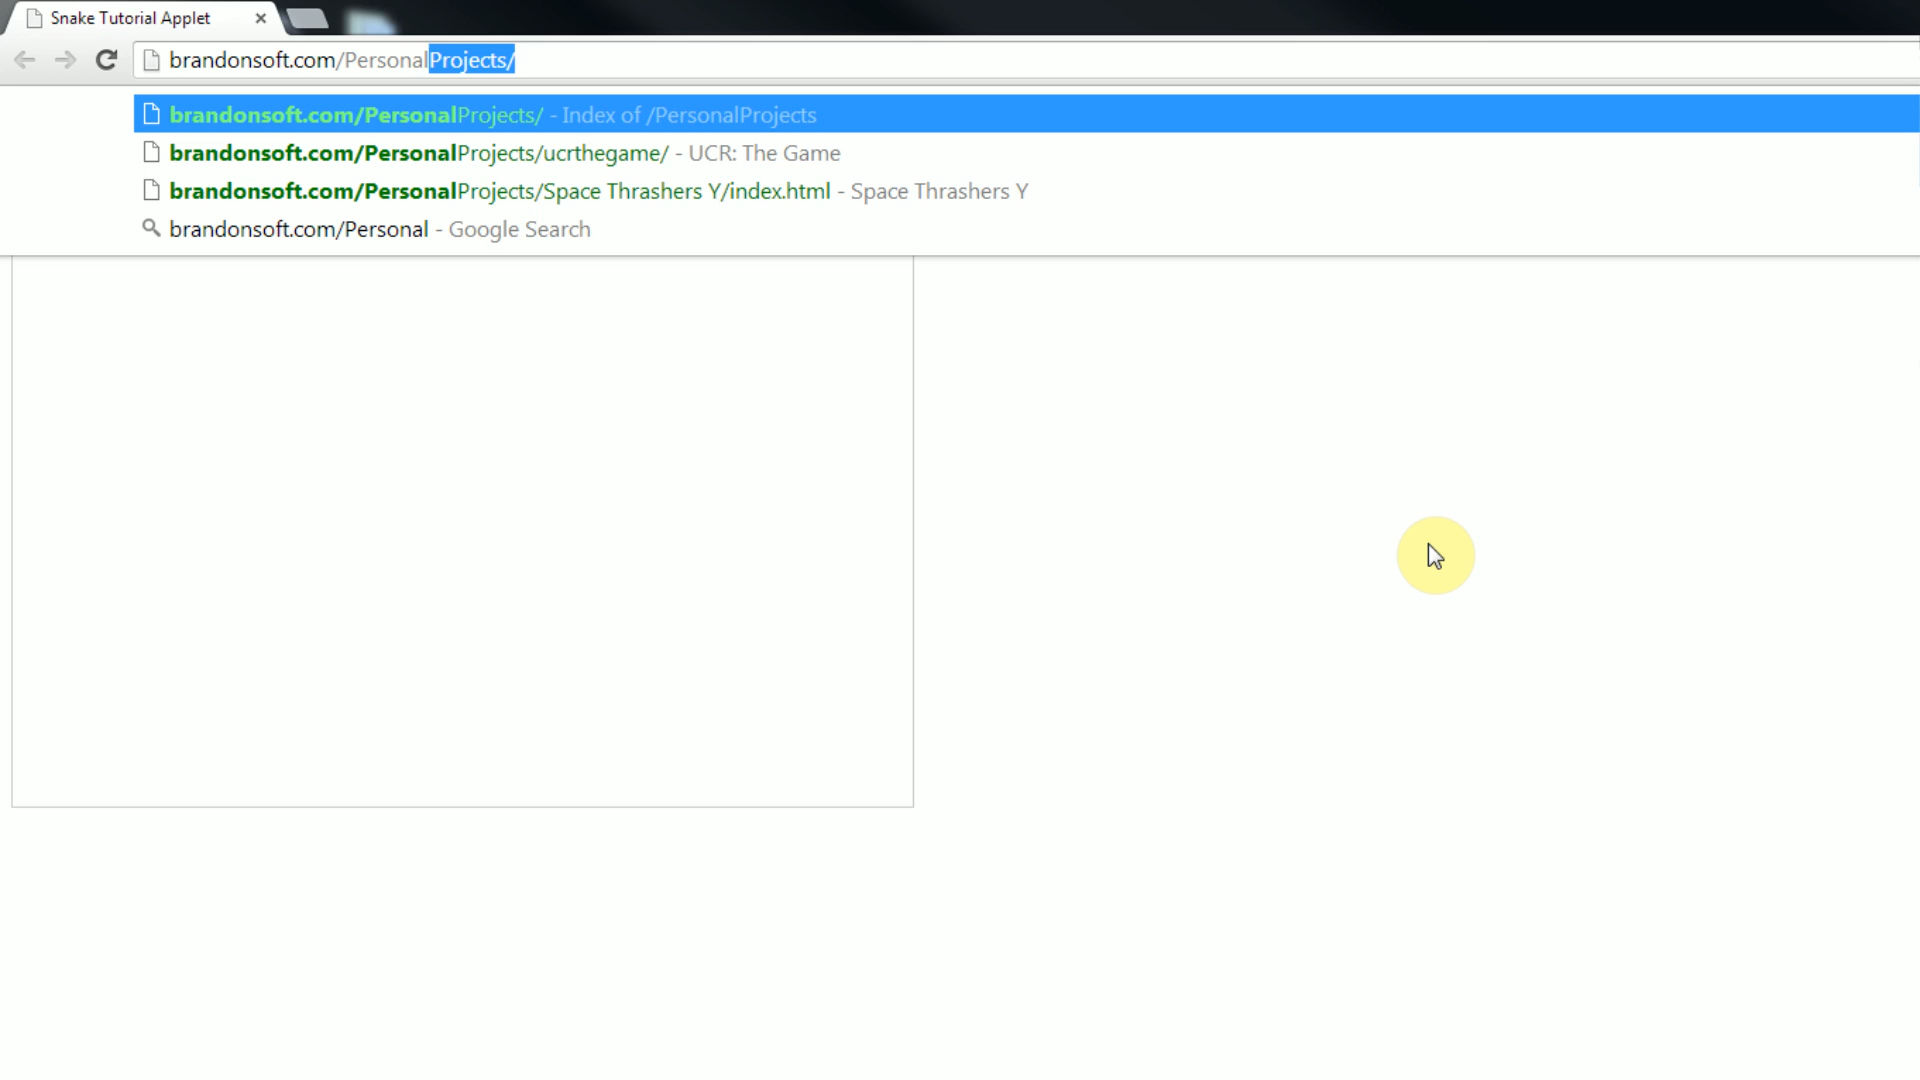 Snake Tutorial Applet
brandonsoft.com/PersonalProjects/
brandonsoft.com/PersonalProjects/ - Index of /PersonalProjects
brandonsoft.com/PersonalProjects/ucrthegame/ - UCR: The Game
brandonsoft.com/PersonalProjects/Space Thrashers Y/index.html - Space Thrashers Y
brandonsoft.com/Personal - Google Search